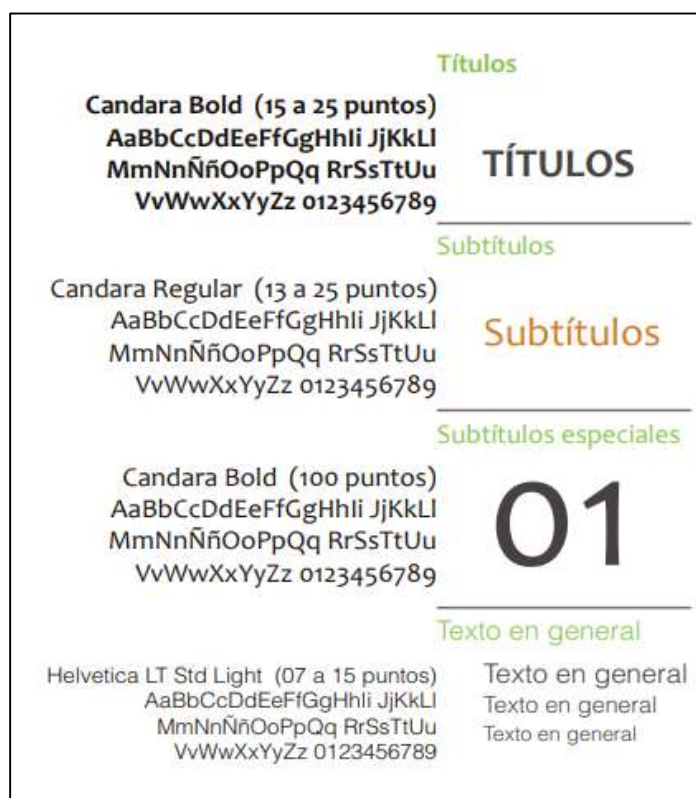 Títulos
Candara Bold (15 a 25 puntos)
AaBbCcDdEeFfGgHhIi JjKkLl
MmNnÑñOoPpQq RrSsTtUu
VvWwXxYyZz 0123456789
TÍTULOS
Subtítulos
Candara Regular (13 a 25 puntos)
AaBbCcDdEeFfGgHhIi JjKkLl
MmNnÑñOoPpQq RrSsTtUu
VvWwXxYyZz 0123456789
Subtítulos
Subtítulos especiales
Candara Bold (100 puntos)
AaBbCcDdEeFfGgHhIi JjKkLl
MmNnÑñOoPpQq RrSsTtUu
VvWwXxYyZz 0123456789
01
Texto en general
Helvetica LT Std Light (07 a 15 puntos)
AaBbCcDdEeFfGgHhIi JjKkLl
MmNnÑñOoPpQq RrSsTtUu
VvWwXxYyZz 0123456789
Texto en general
Texto en general
Texto en general